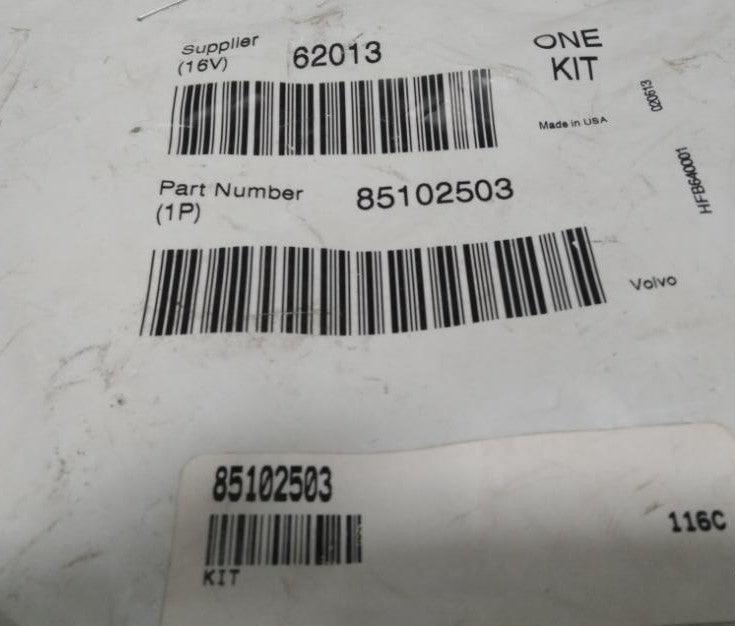 Supplier
(16V)
62013
ONE
KIT
Made in USA
020613
HFB640001
Part Number
(1P)
85102503
Volvo
85102503
KIT
116C